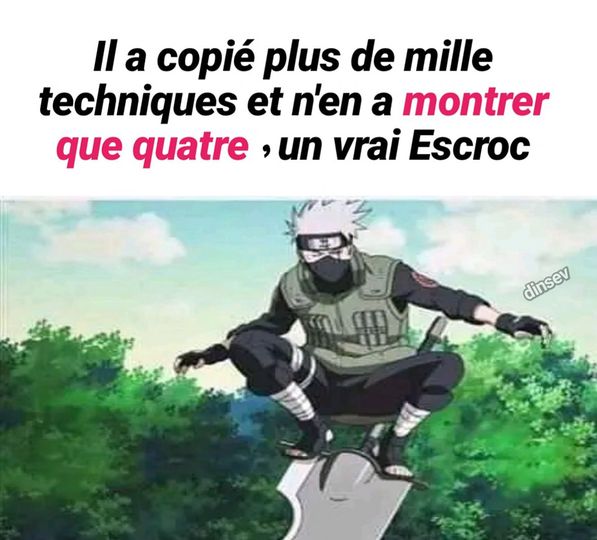 Il a copié plus de mille
techniques et n'en a montrer
que quatre , un vrai Escroc
dinsev